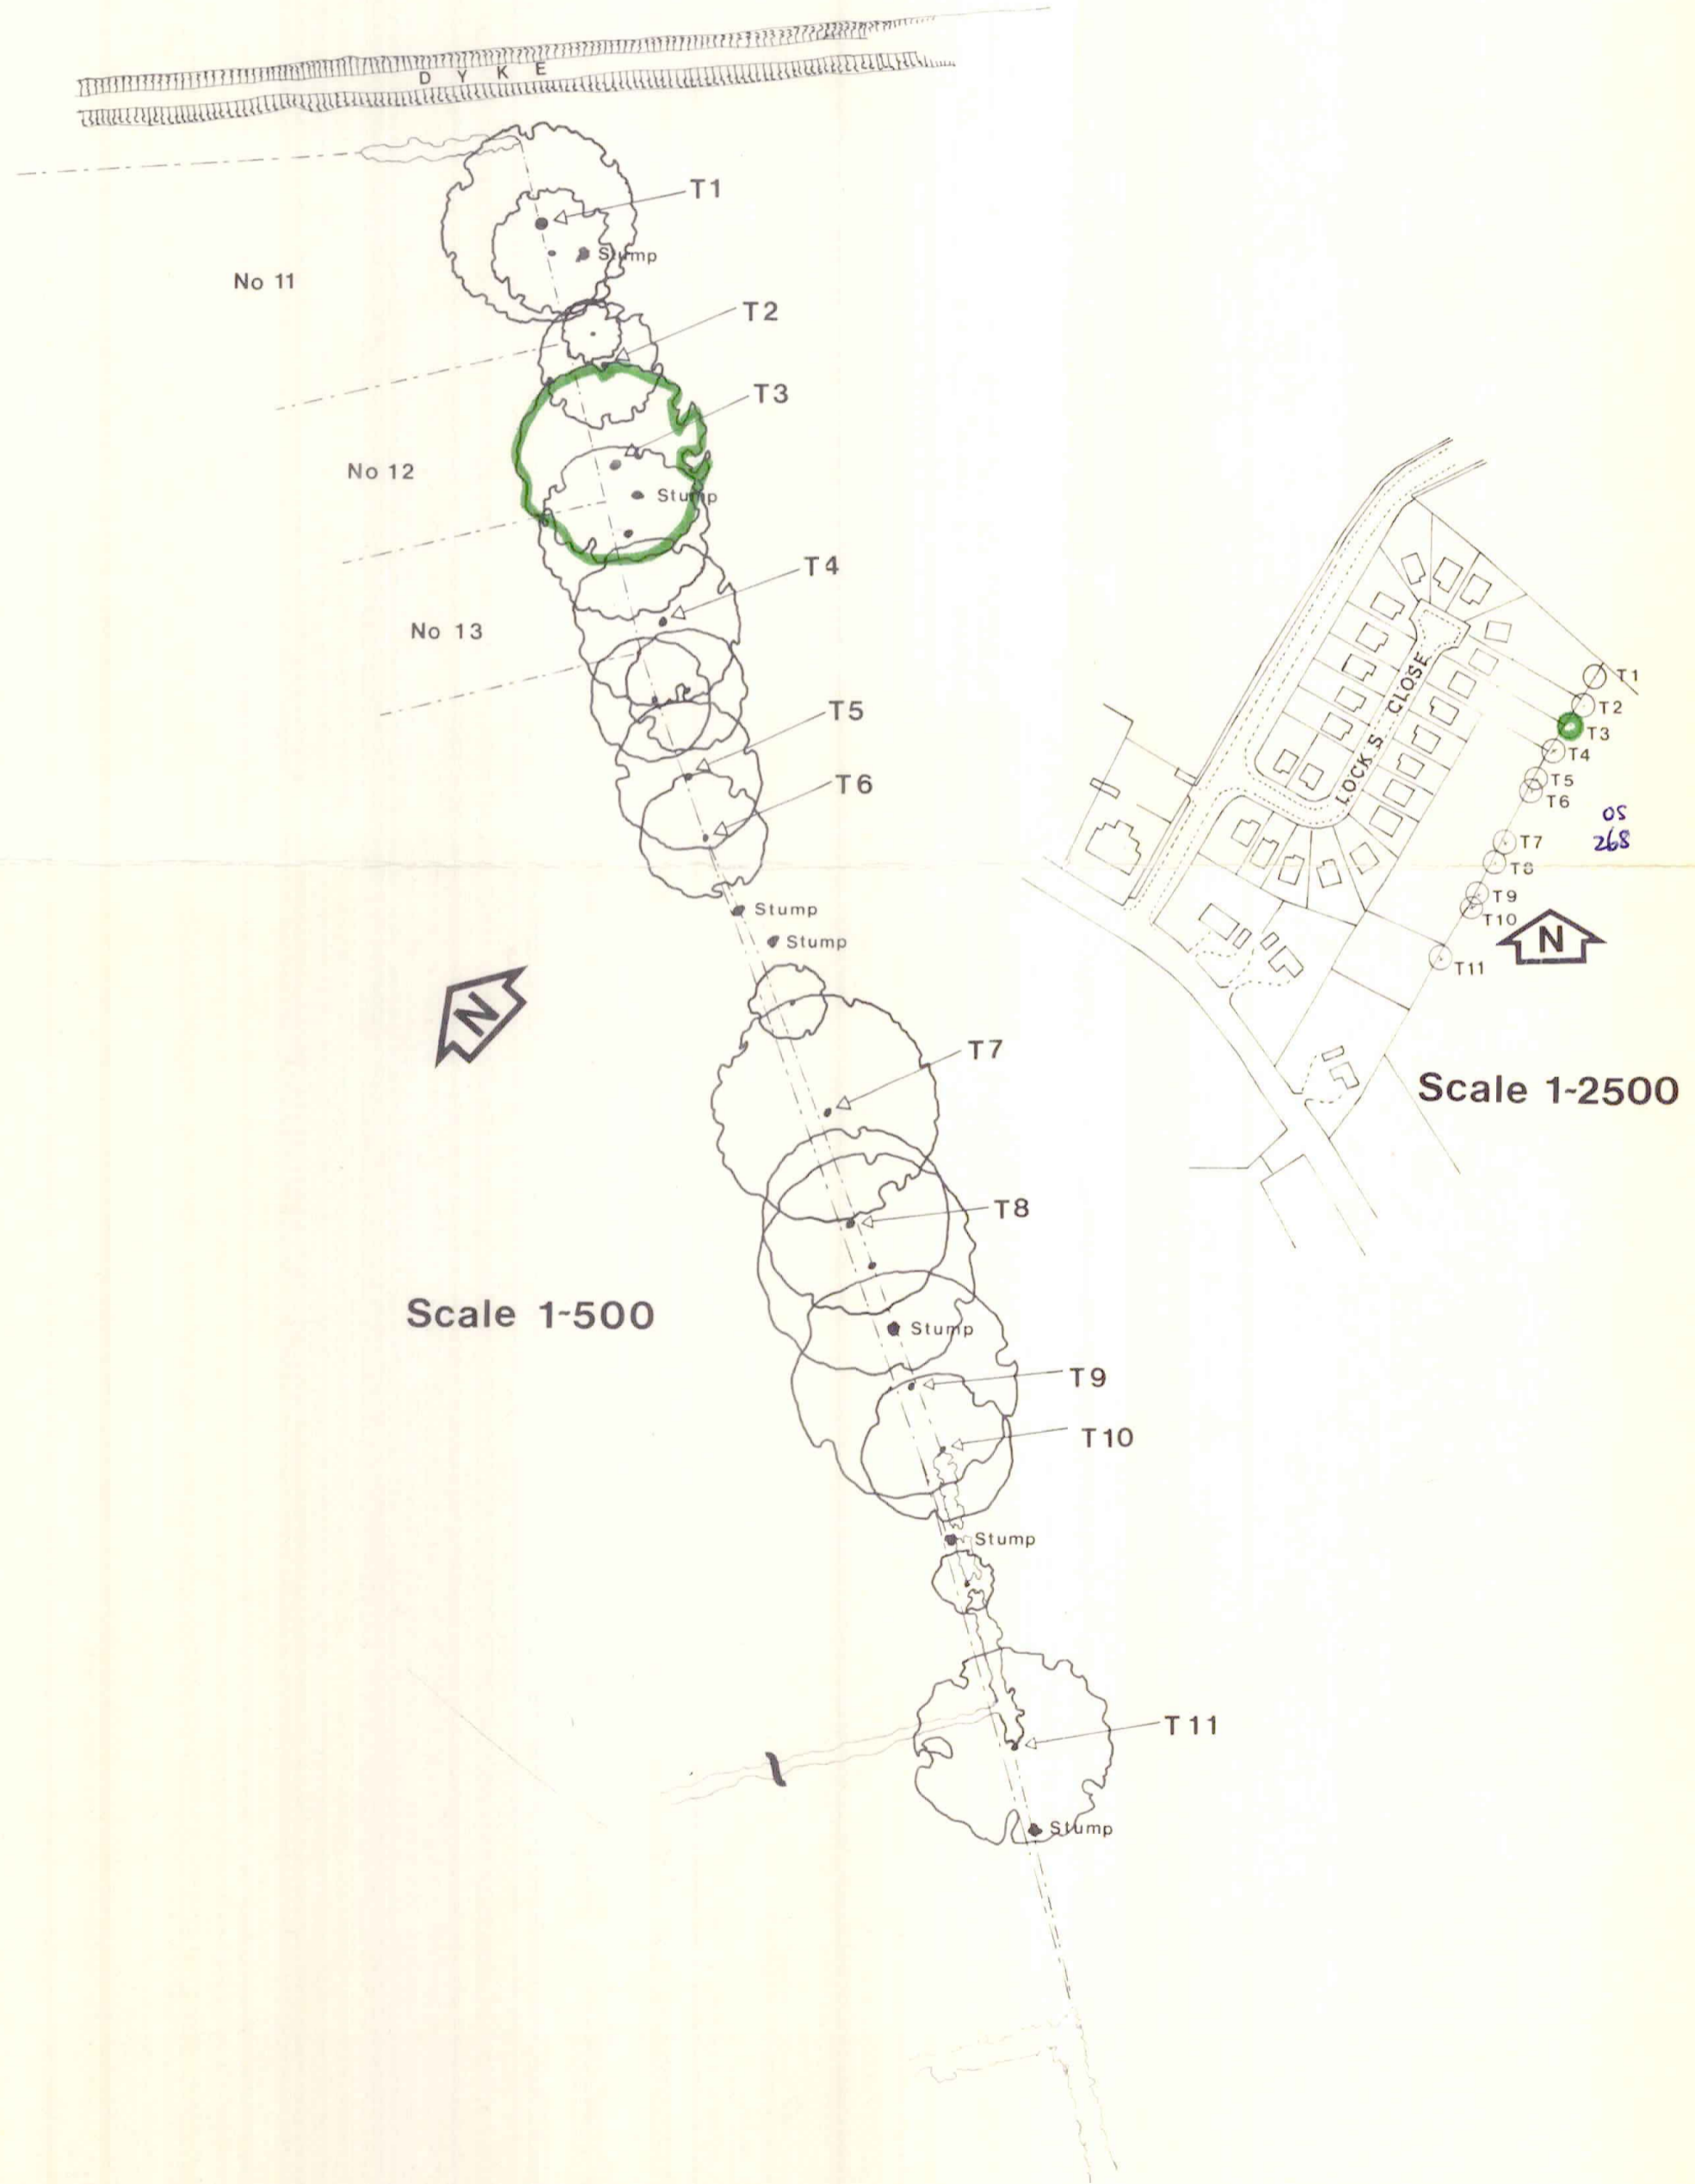 DYKE
T1
Stump
No 11
T2
T3
No 12
Stump
T4
No 13
T5
T6
Stump
Stump
N
T7
T8
Scale 1-500
Stump
T9
T10
Stump
T11
Stump
LOCK'S CLOSE
T1
T2
T3
T4
T5
T6
OS
268
T7
T8
T9
T10
N
T11
Scale 1-2500